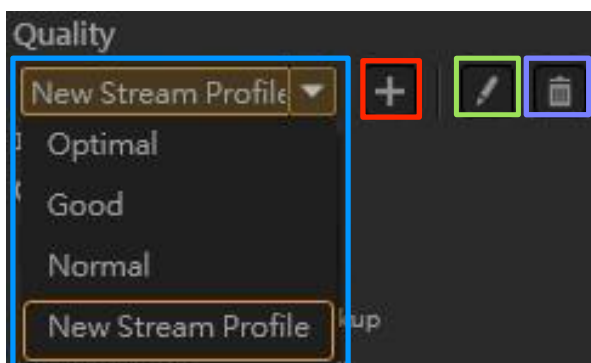 Quality
New Stream Profile
Optimal
Good
Normal
New Stream Profile
kup